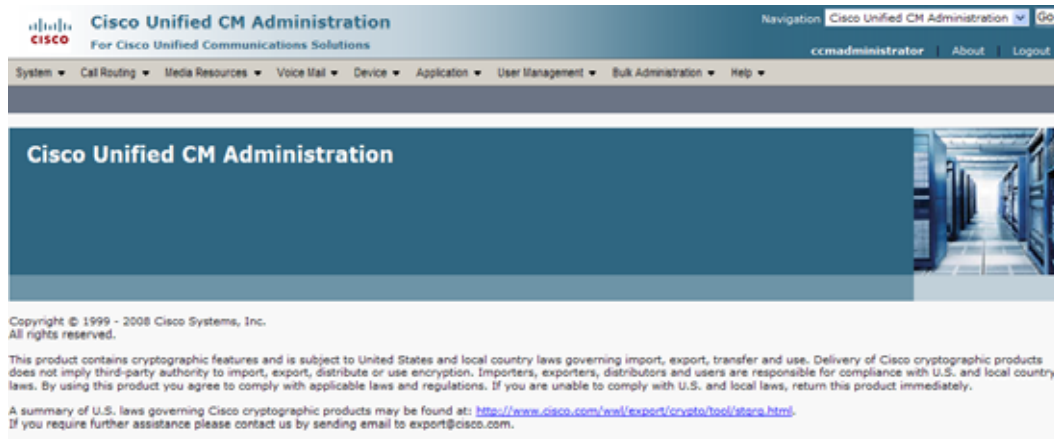 Cisco Unified CM Administration
For Cisco Unified Communications Solutions
CISCO
Navigation Cisco Unified CM Administration Go
ccmadministrator | About | Logout
System Call Routing Media Resources Voice Mail Device Application User Management Bulk Administration Help
Cisco Unified CM Administration
Copyright © 1999 - 2008 Cisco Systems, Inc.
All rights reserved.
This product contains cryptographic features and is subject to United States and local country laws governing import, export, transfer and use. Delivery of Cisco cryptographic products
does not imply third-party authority to import, export, distribute or use encryption. Importers, exporters, distributors and users are responsible for compliance with U.S. and local country
laws. By using this product you agree to comply with applicable laws and regulations. If you are unable to comply with U.S. and local laws, return this product immediately.
A summary of U.S. laws governing Cisco cryptographic products may be found at: http://www.cisco.com/wwl/export/crypto/tool/stqrg.html.
If you require further assistance please contact us by sending email to export@cisco.com.